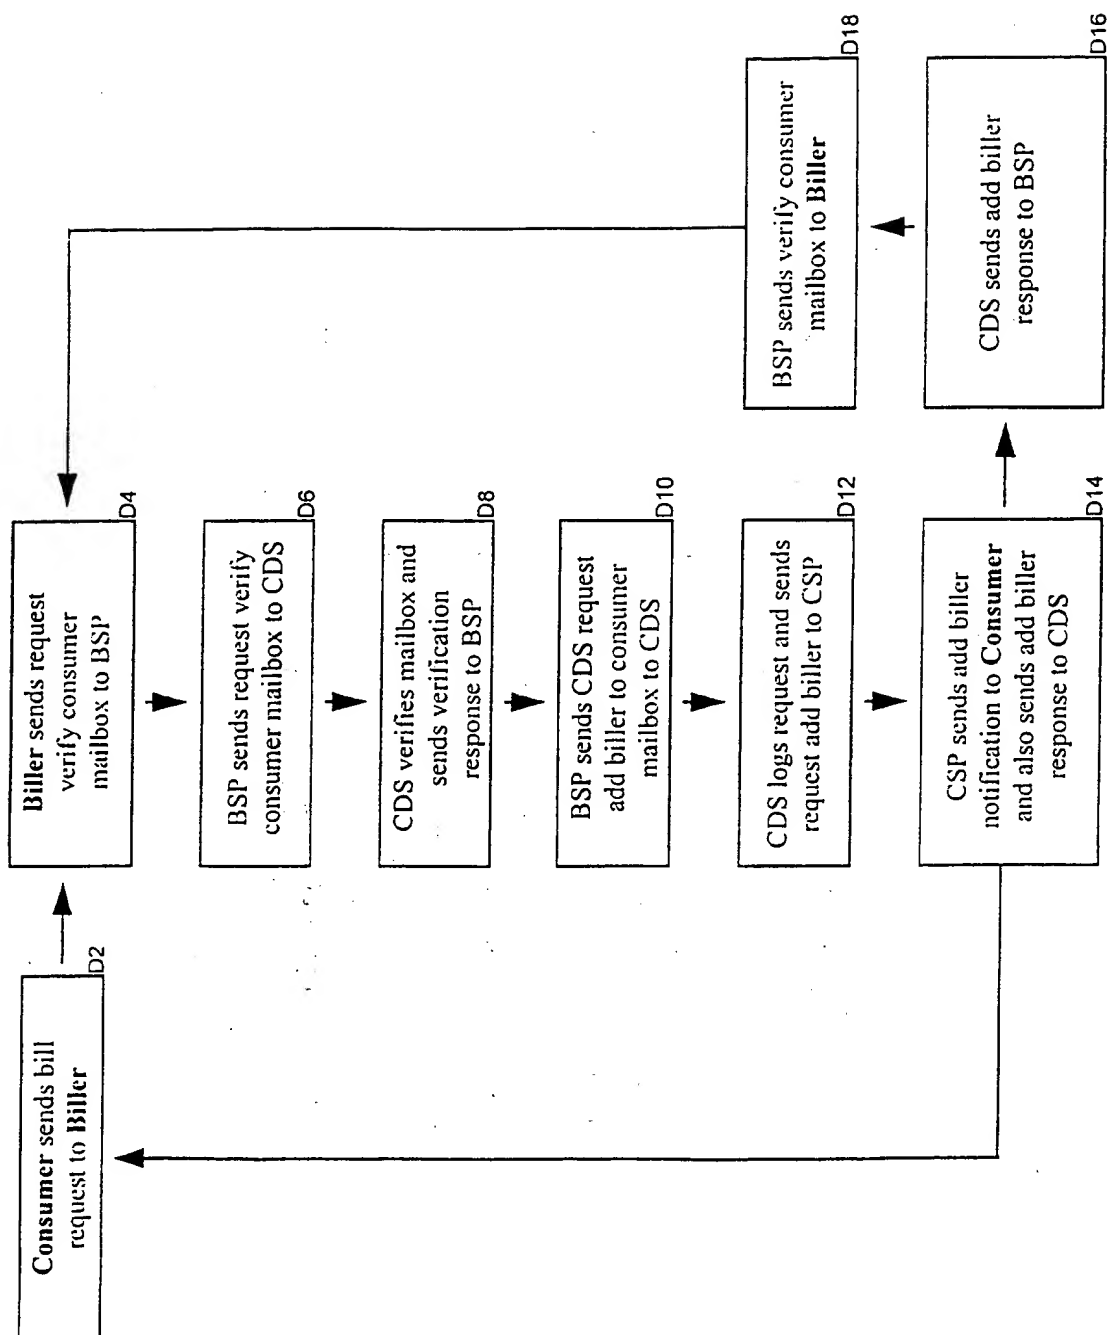 Consumer sends bill
request to Biller
D2
Biller sends request
verify consumer
mailbox to BSP
D4
BSP sends request verify
consumer mailbox to CDS
D6
CDS verifies mailbox and
sends verification
response to BSP
D8
BSP sends CDS request
add biller to consumer
mailbox to CDS
D10
CDS logs request and sends
request add biller to CSP
D12
CSP sends add biller
notification to Consumer
and also sends add biller
response to CDS
D14
CDS sends add biller
response to BSP
D16
BSP sends verify consumer
mailbox to Biller
D18